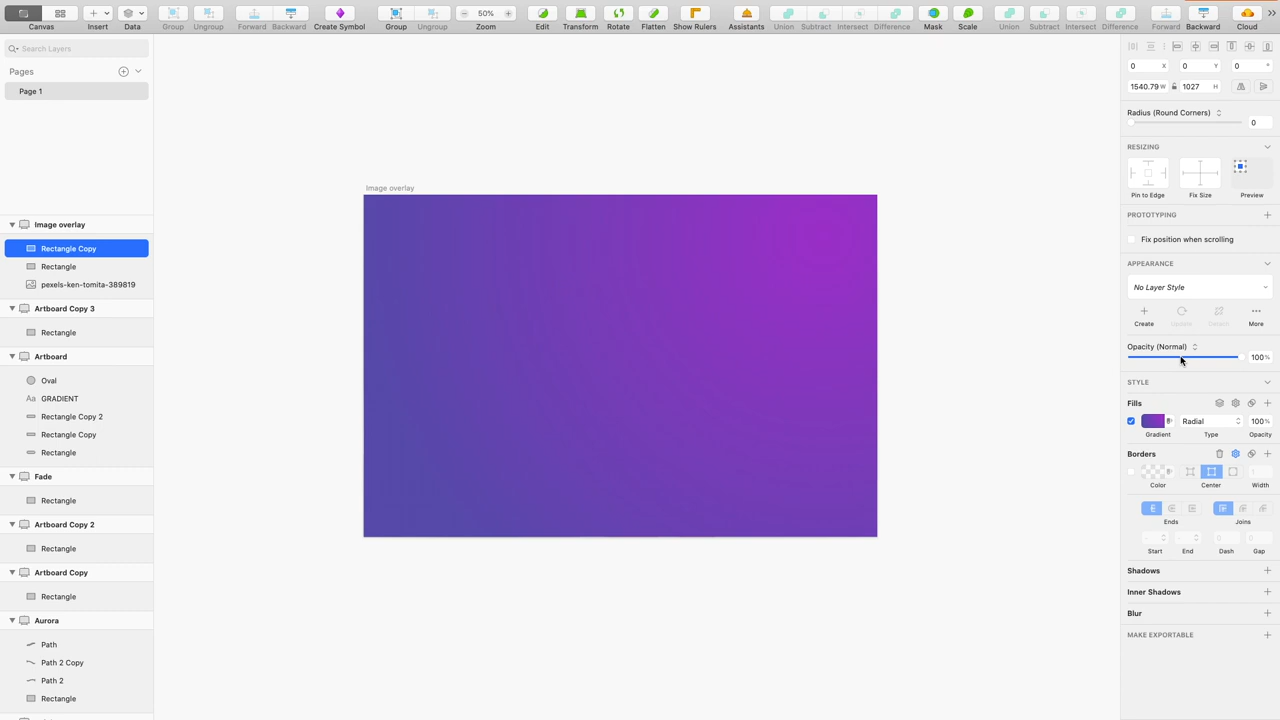 Canvas
Insert
Data
Group
Ungroup
Forward
Backward
Create Symbol
Group
Ungroup
50%
Zoom
Edit
Transform
Rotate
Flatten
Show Rulers
Assistants
Union
Subtract
Intersect
Difference
Mask
Scale
Union
Subtract
Intersect
Difference
Forward
Backward
Cloud
Search Layers
Pages
Page 1
Image overlay
Rectangle Copy
Rectangle
pexels-ken-tomita-389819
Artboard Copy 3
Rectangle
Artboard
Oval
Aa GRADIENT
Rectangle Copy 2
Rectangle Copy
Rectangle
Fade
Rectangle
Artboard Copy 2
Rectangle
Artboard Copy
Rectangle
Aurora
Path
Path 2 Copy
Path 2
Rectangle
Image overlay
0 X 0 Y 0 °
1540.79 W 1027 H
Radius (Round Corners)
0
RESIZING
Pin to Edge
Fix Size
Preview
PROTOTYPING
Fix position when scrolling
APPEARANCE
No Layer Style
Create
Update
Detach
More
Opacity (Normal)
100%
STYLE
Fills
Radial
100%
Gradient
Type
Opacity
Borders
Color
Center
Width
Ends
Joins
0
0
Start
End
Dash
Gap
Shadows
Inner Shadows
Blur
MAKE EXPORTABLE